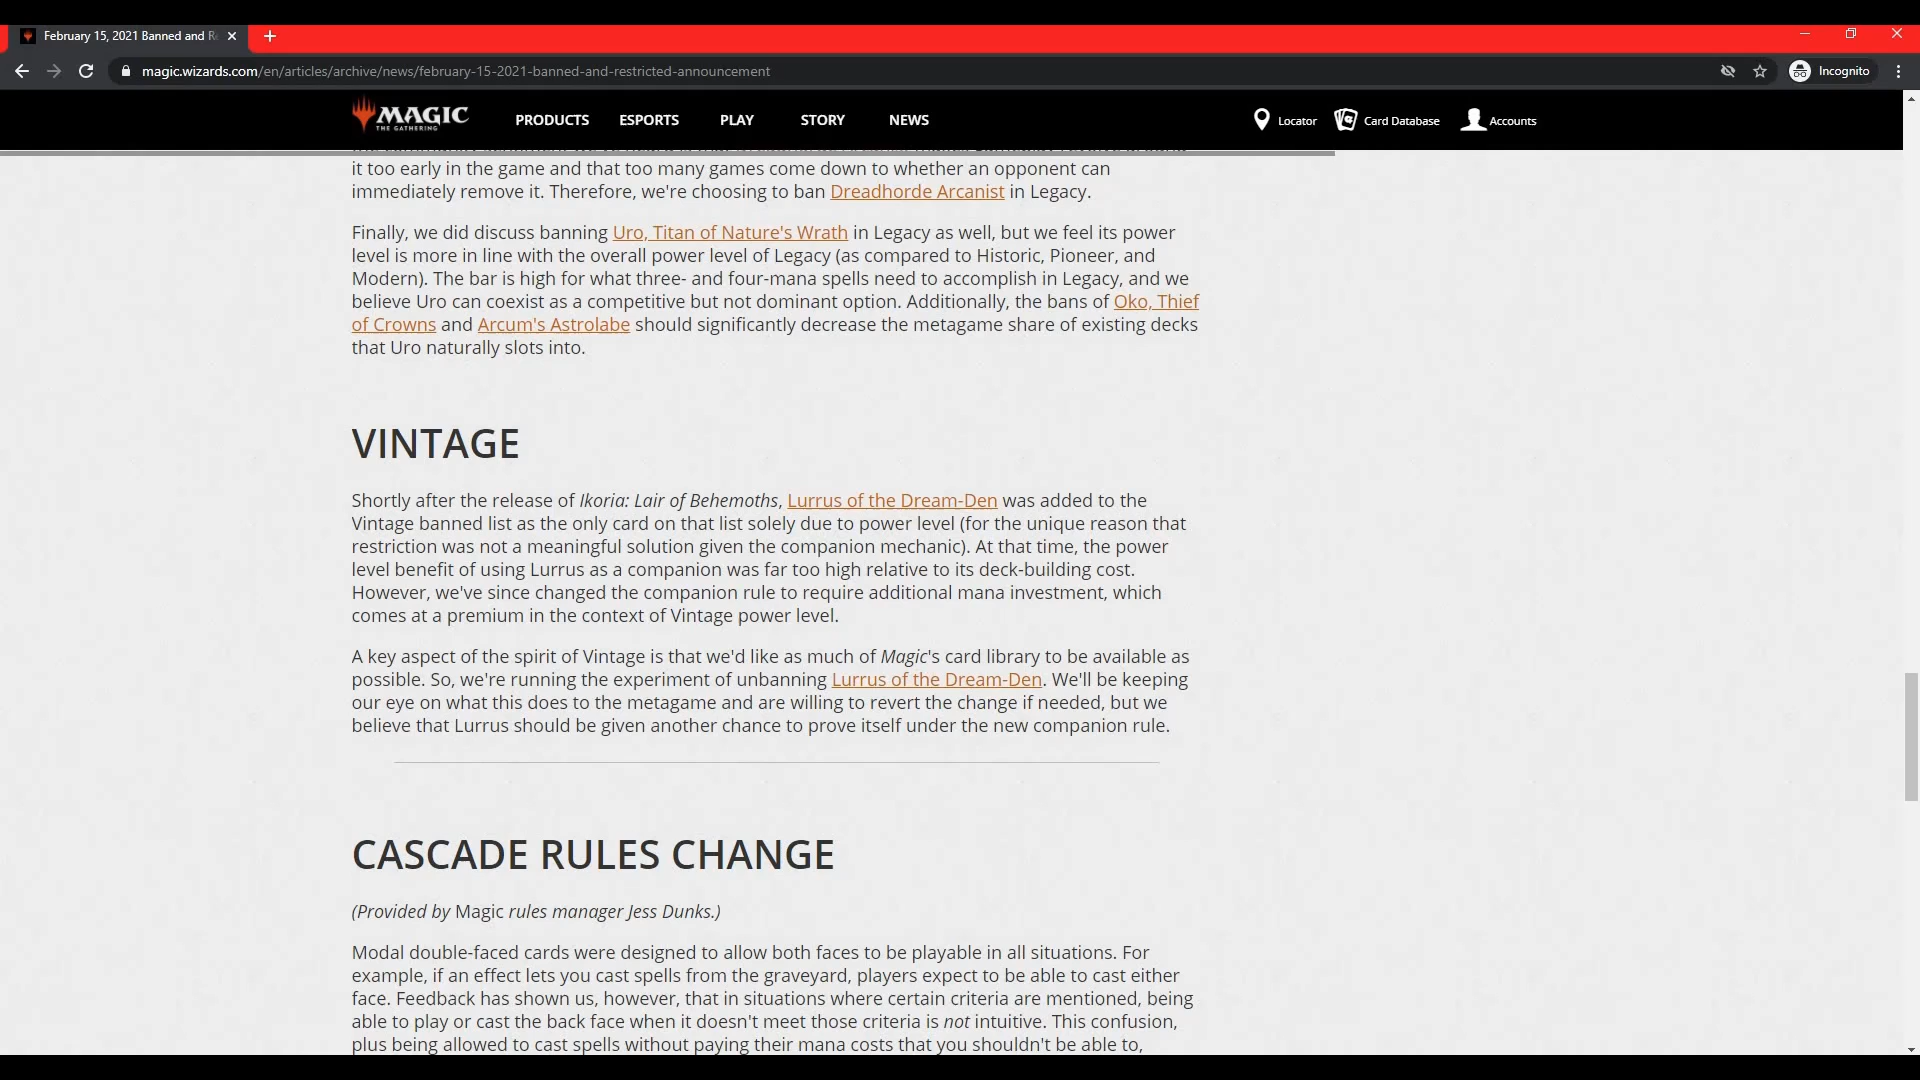 February 15, 2021 Banned and Re
magic.wizards.com/en/articles/archive/news/february-15-2021-banned-and-restricted-announcement
Incognito
MAGIC
THE GATHERING
PRODUCTS ESPORTS PLAY STORY NEWS
Locator Card Database Accounts
it too early in the game and that too many games come down to whether an opponent can
immediately remove it. Therefore, we're choosing to ban Dreadhorde Arcanist in Legacy.
Finally, we did discuss banning Uro, Titan of Nature's Wrath in Legacy as well, but we feel its power
level is more in line with the overall power level of Legacy (as compared to Historic, Pioneer, and
Modern). The bar is high for what three- and four-mana spells need to accomplish in Legacy, and we
believe Uro can coexist as a competitive but not dominant option. Additionally, the bans of Oko, Thief
of Crowns and Arcum's Astrolabe should significantly decrease the metagame share of existing decks
that Uro naturally slots into.
VINTAGE
Shortly after the release of Ikoria: Lair of Behemoths, Lurrus of the Dream-Den was added to the
Vintage banned list as the only card on that list solely due to power level (for the unique reason that
restriction was not a meaningful solution given the companion mechanic). At that time, the power
level benefit of using Lurrus as a companion was far too high relative to its deck-building cost.
However, we've since changed the companion rule to require additional mana investment, which
comes at a premium in the context of Vintage power level.
A key aspect of the spirit of Vintage is that we'd like as much of Magic's card library to be available as
possible. So, we're running the experiment of unbanning Lurrus of the Dream-Den. We'll be keeping
our eye on what this does to the metagame and are willing to revert the change if needed, but we
believe that Lurrus should be given another chance to prove itself under the new companion rule.
CASCADE RULES CHANGE
(Provided by Magic rules manager Jess Dunks.)
Modal double-faced cards were designed to allow both faces to be playable in all situations. For
example, if an effect lets you cast spells from the graveyard, players expect to be able to cast either
face. Feedback has shown us, however, that in situations where certain criteria are mentioned, being
able to play or cast the back face when it doesn't meet those criteria is not intuitive. This confusion,
plus being allowed to cast spells without paying their mana costs that you shouldn't be able to,